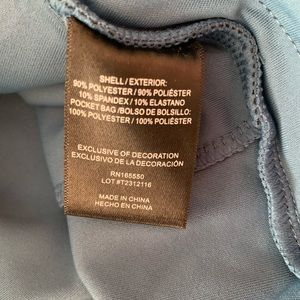 SHELL / EXTERIOR:
90% POLYESTER / 90% POLIÉSTER
10% SPANDEX / 10% ELASTANO
POCKET BAG / BOLSO DE BOLSILLO:
100% POLYESTER / 100% POLIÉSTER
EXCLUSIVE OF DECORATION
EXCLUSIVO DE LA DECORACIÓN
RN165550
LOT #T2312116
MADE IN CHINA
HECHO EN CHINA